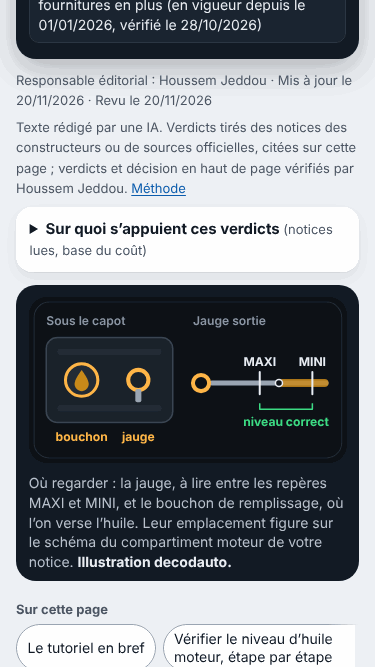 fournitures en plus (en vigueur depuis le
01/01/2026, vérifié le 28/10/2026)
Responsable éditorial : Houssem Jeddou · Mis à jour le
20/11/2026 · Revu le 20/11/2026
Texte rédigé par une IA. Verdicts tirés des notices des
constructeurs ou de sources officielles, citées sur cette
page ; verdicts et décision en haut de page vérifiés par
Houssem Jeddou. Méthode
Sur quoi s’appuient ces verdicts (notices
lues, base du coût)
Sous le capot
bouchon jauge
Jauge sortie
MAXI MINI
niveau correct
Où regarder : la jauge, à lire entre les repères
MAXI et MINI, et le bouchon de remplissage, où
l’on verse l’huile. Leur emplacement figure sur
le schéma du compartiment moteur de votre
notice. Illustration decodauto.
Sur cette page
Le tutoriel en bref
Vérifier le niveau d’huile
moteur, étape par étape